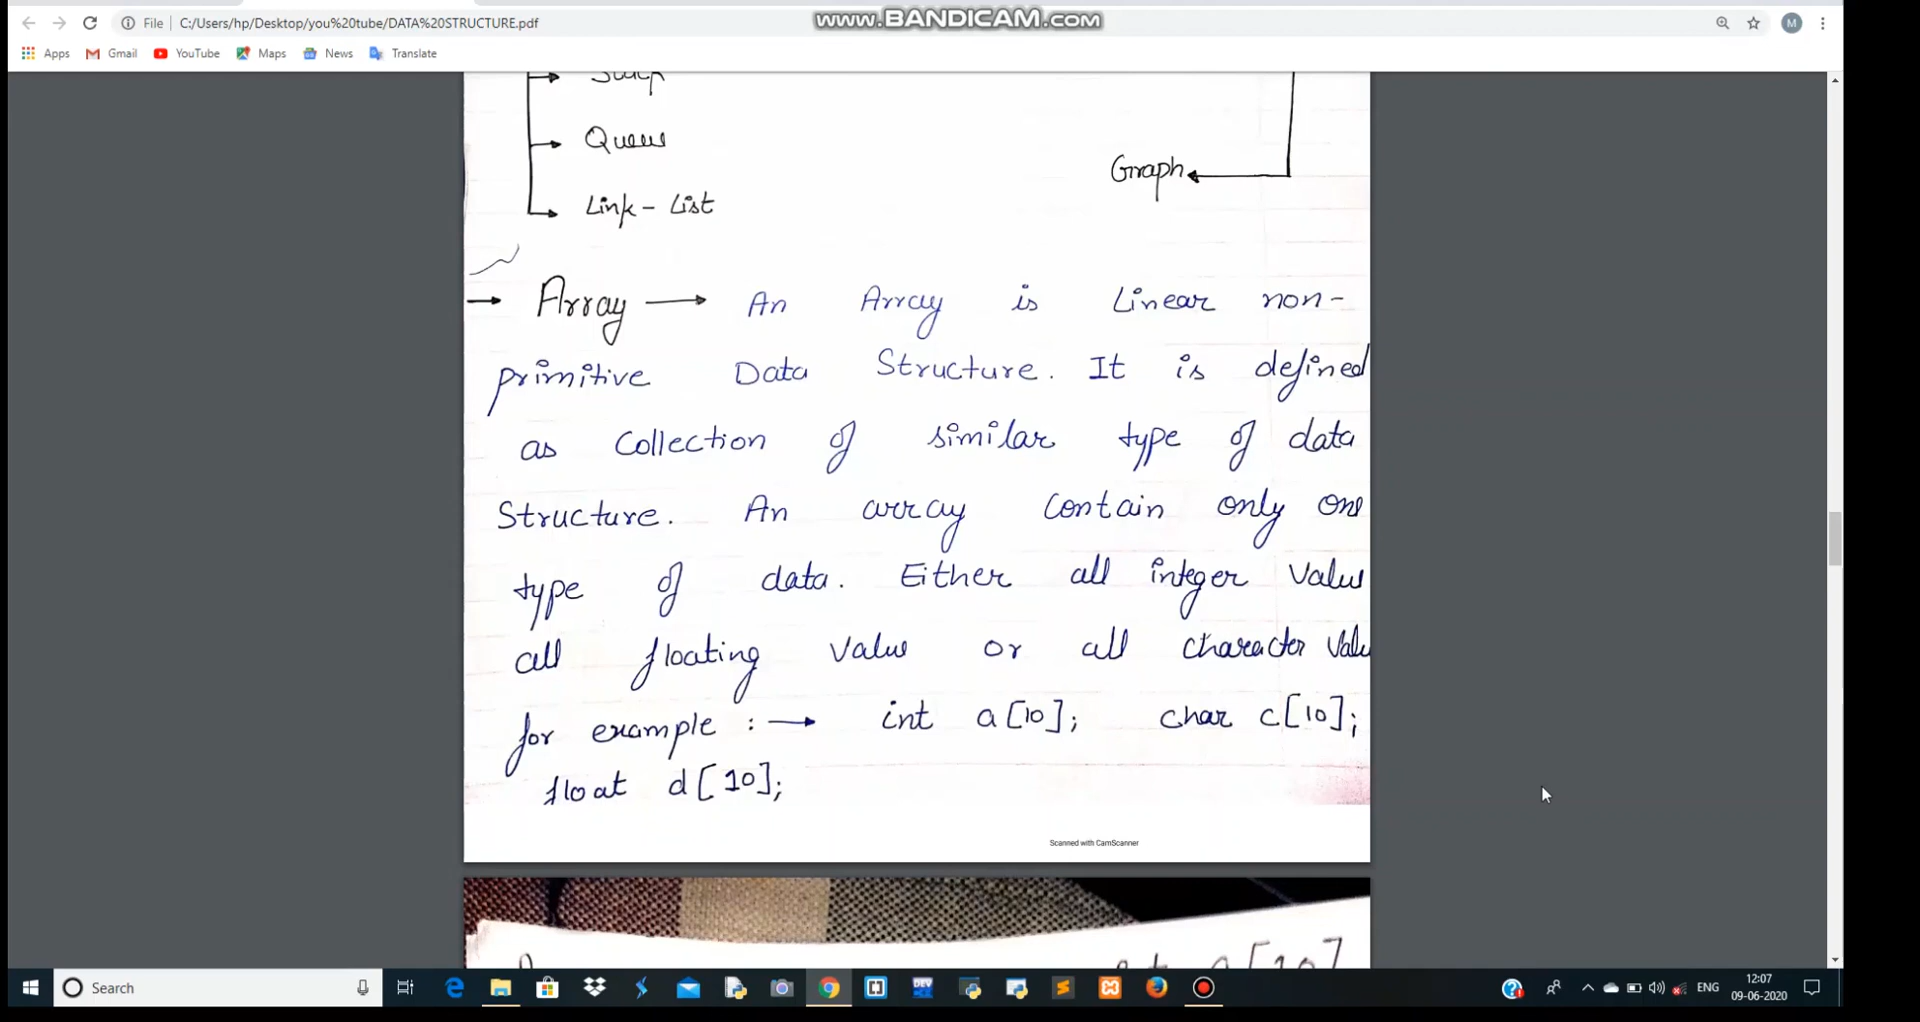 www.BANDICAM.com
File C:/Users/hp/Desktop/you%20tube/DATA%20STRUCTURE.pdf
M
Apps Gmail YouTube Maps News Translate
Queue
Graph
Link - List
→ Array → An Array is Linear non-
primitive Data Structure. It is defined
as Collection of similar type of data
Structure. An array contain only one
type of data. Either all integer value
all floating value or all character valu
for example : → int a[10]; char c[10];
float d[10];
Scanned with CamScanner
a[10]
Search
DEV
ENG
12:07
09-06-2020